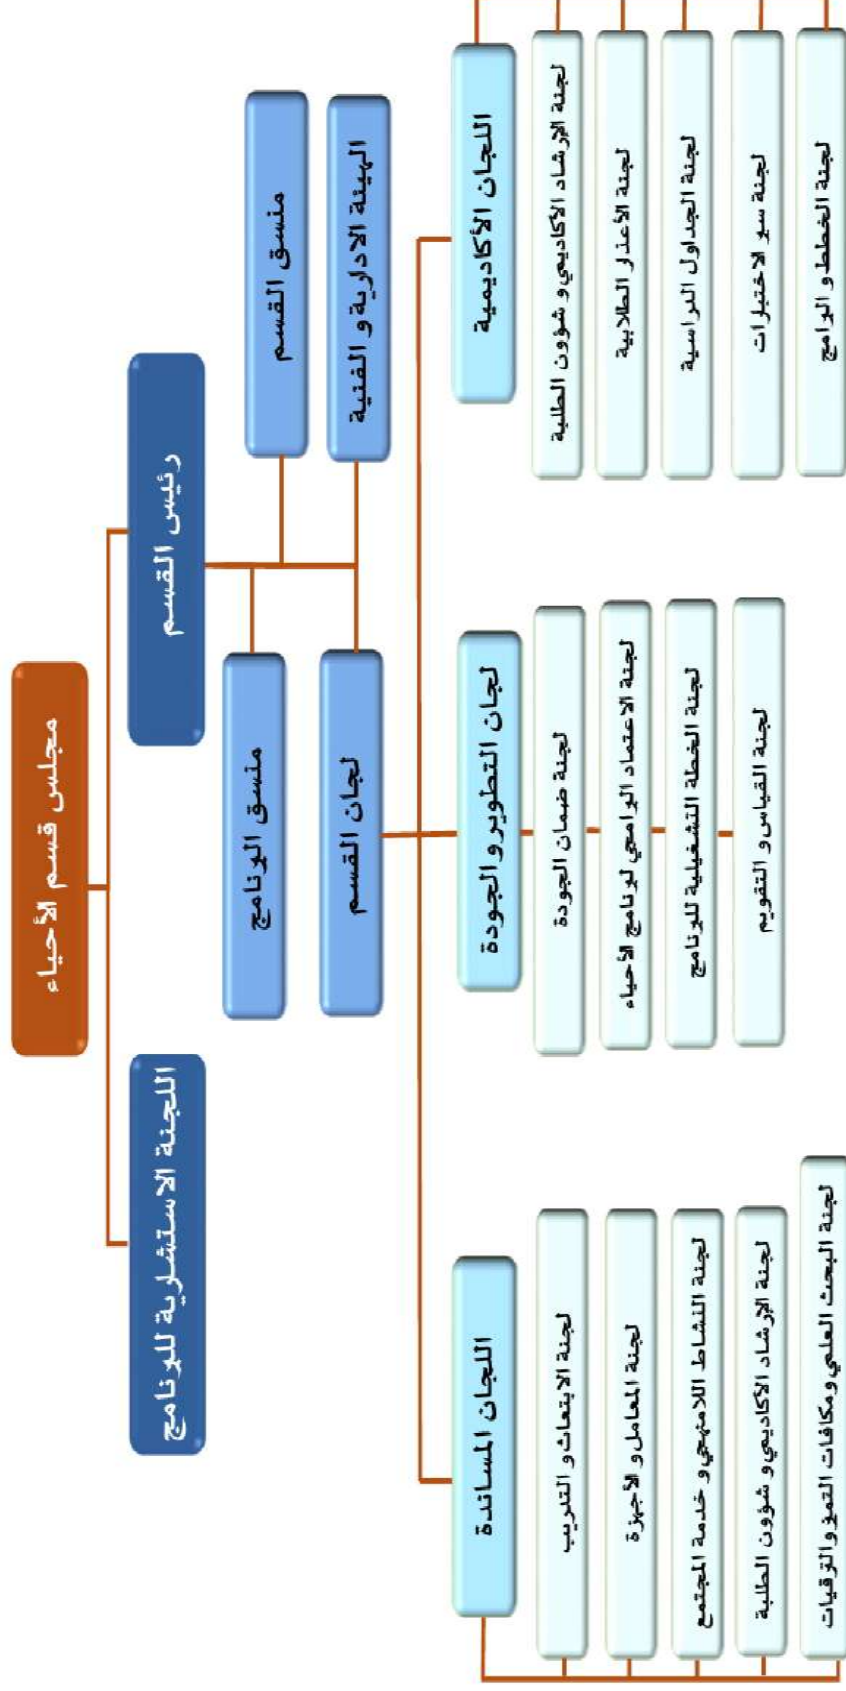 مجلس قسم الأحياء
رئيس القسم
اللجنة الاستشارية للبرنامج
منسق القسم
منسق البرنامج
الهيئة الادارية و الفنية
لجان القسم
اللجان الأكاديمية
لجنة الإرشاد الأكاديمي و شؤون الطلبة
لجنة الأعذار الطلابية
لجنة الجداول الدراسية
لجنة سير الاختبارات
لجنة الخطط و البرامج
لجان التطوير و الجودة
لجنة ضمان الجودة
لجنة الاعتماد البرامجي لبرنامج الأحياء
لجنة الخطة التشغيلية للبرنامج
لجنة القياس و التقويم
اللجان المساندة
لجنة الابتعاث و التدريب
لجنة المعامل و الأجهزة
لجنة النشاط اللامنهجي و خدمة المجتمع
لجنة الإرشاد الأكاديمي و شؤون الطلبة
لجنة البحث العلمي ومكافات التميز والترقيات